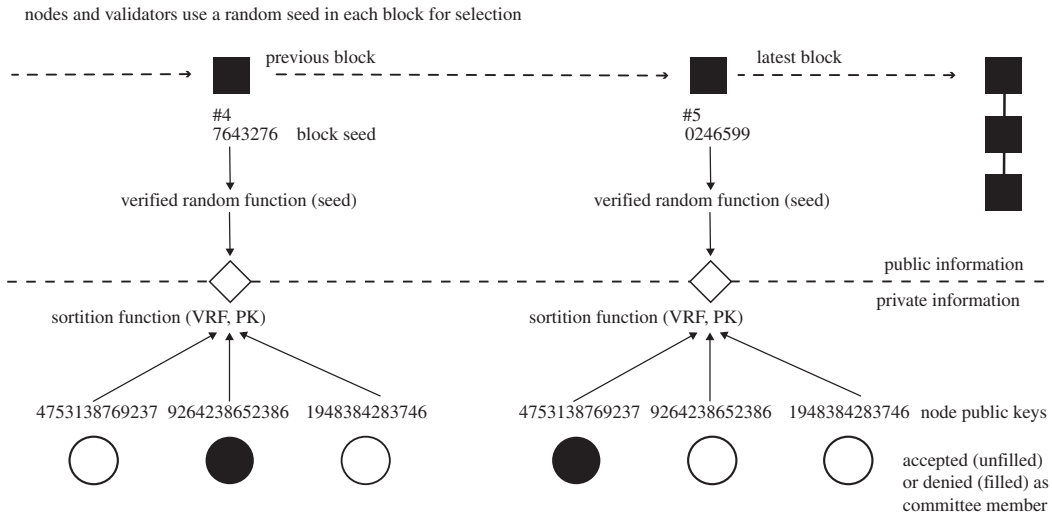 nodes and validators use a random seed in each block for selection
previous block
latest block
#4
7643276 block seed
#5
0246599
verified random function (seed)
verified random function (seed)
public information
private information
sortition function (VRF, PK)
sortition function (VRF, PK)
4753138769237 9264238652386 1948384283746
4753138769237 9264238652386 1948384283746 node public keys
accepted (unfilled)
or denied (filled) as
committee member